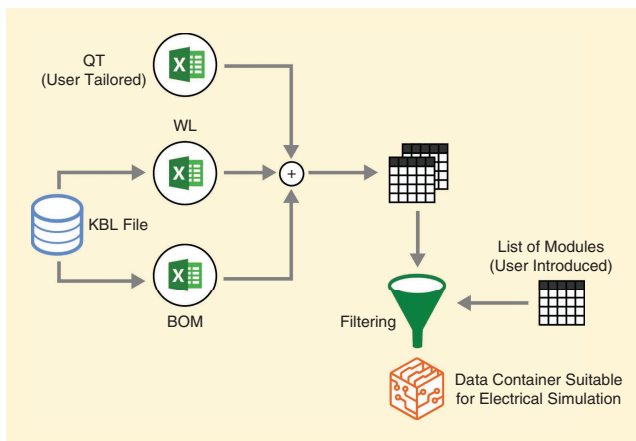 QT
(User Tailored)
WL
KBL File
BOM
List of Modules
(User Introduced)
Filtering
Data Container Suitable
for Electrical Simulation